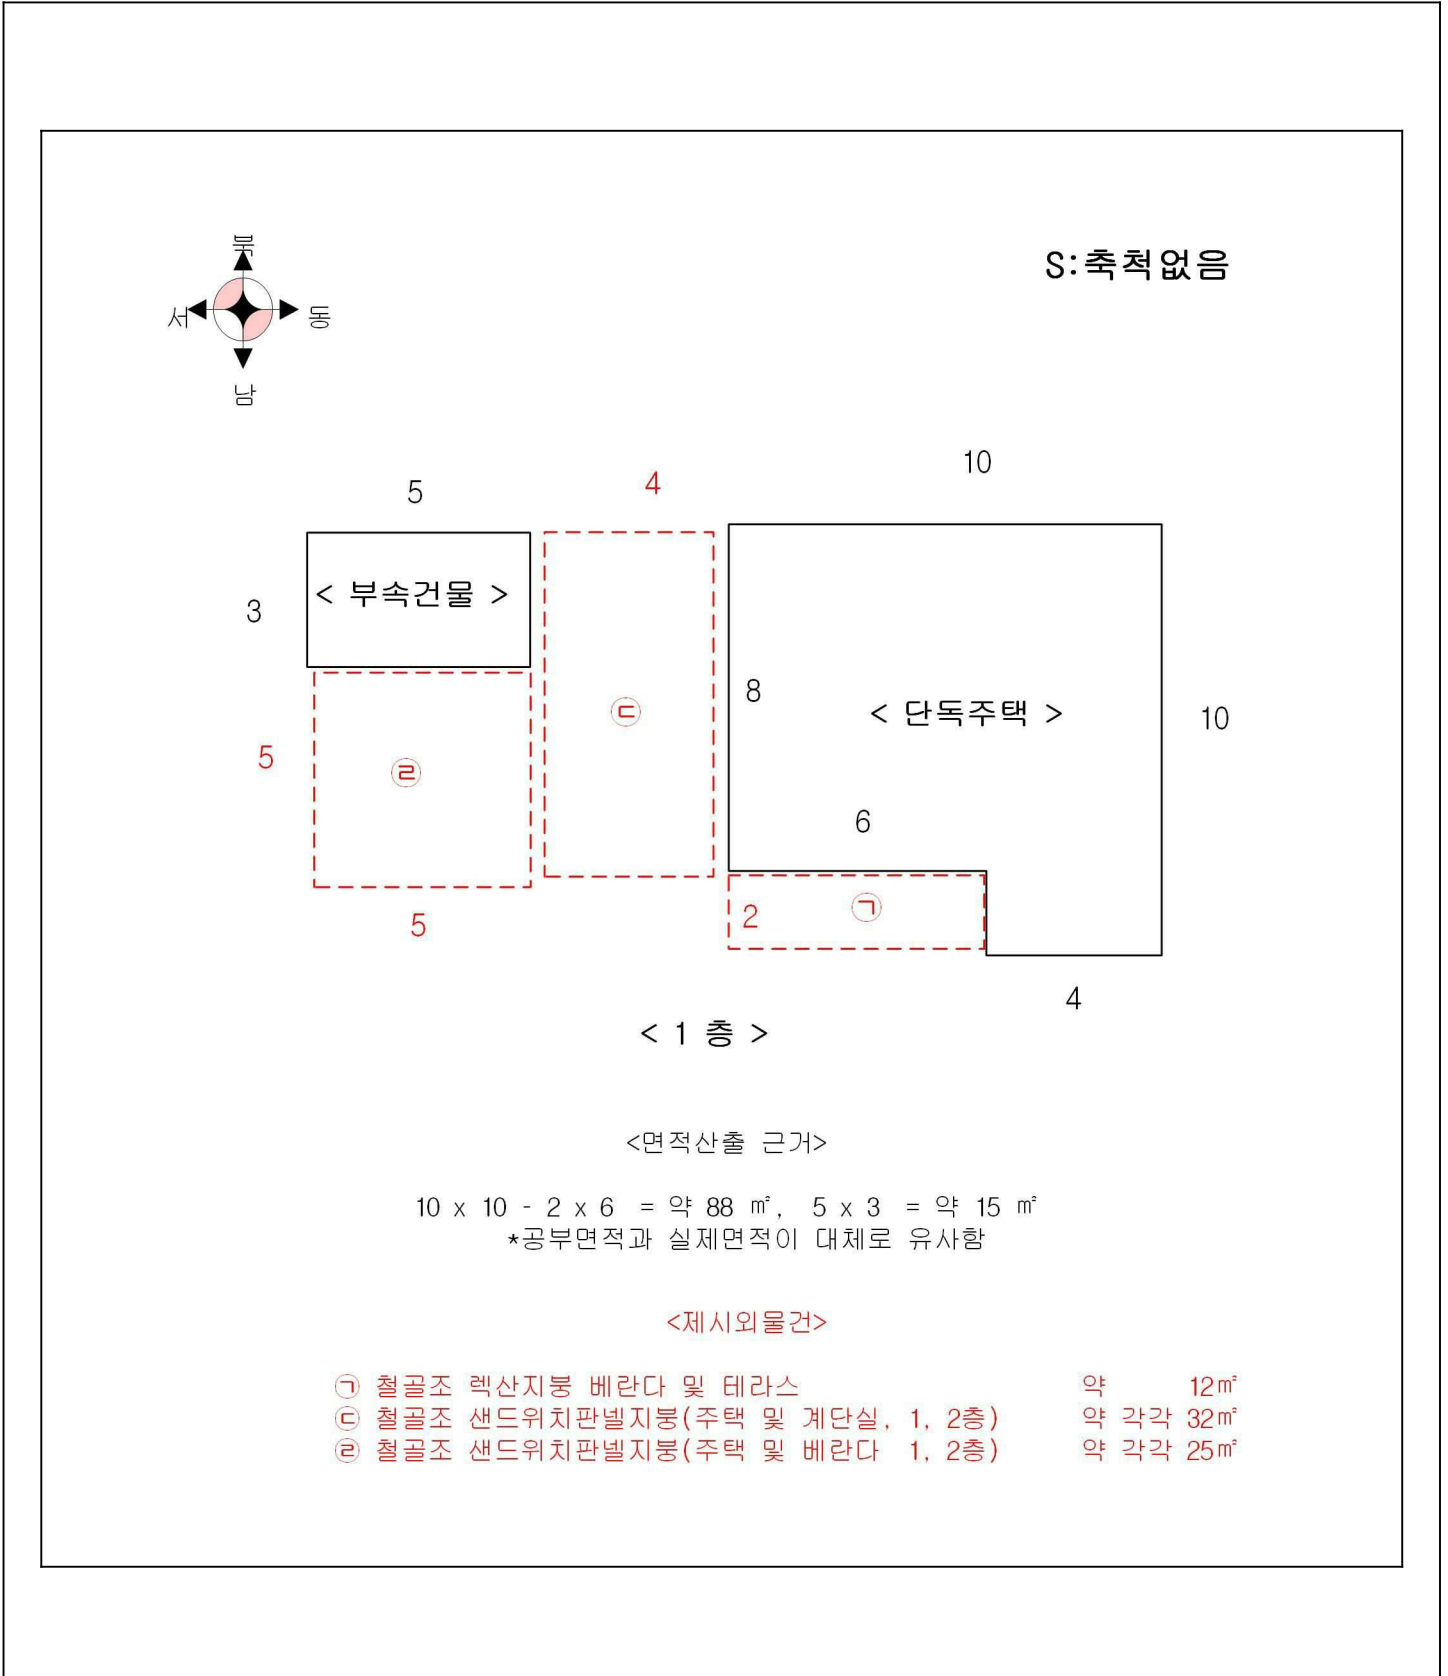 북
S:축척없음
서 동
남
10
4
5
< 부속건물 >
3
8
< 단독주택 >
10
㉢
5
㉣
6
2
㉠
5
4
< 1 층 >
<면적산출 근거>
10 x 10 - 2 x 6 = 약 88 ㎡, 5 x 3 = 약 15 ㎡
*공부면적과 실제면적이 대체로 유사함
<제시외물건>
㉠ 철골조 렉산지붕 베란다 및 테라스 약 12㎡
㉢ 철골조 샌드위치판넬지붕(주택 및 계단실, 1, 2층) 약 각각 32㎡
㉣ 철골조 샌드위치판넬지붕(주택 및 베란다 1, 2층) 약 각각 25㎡